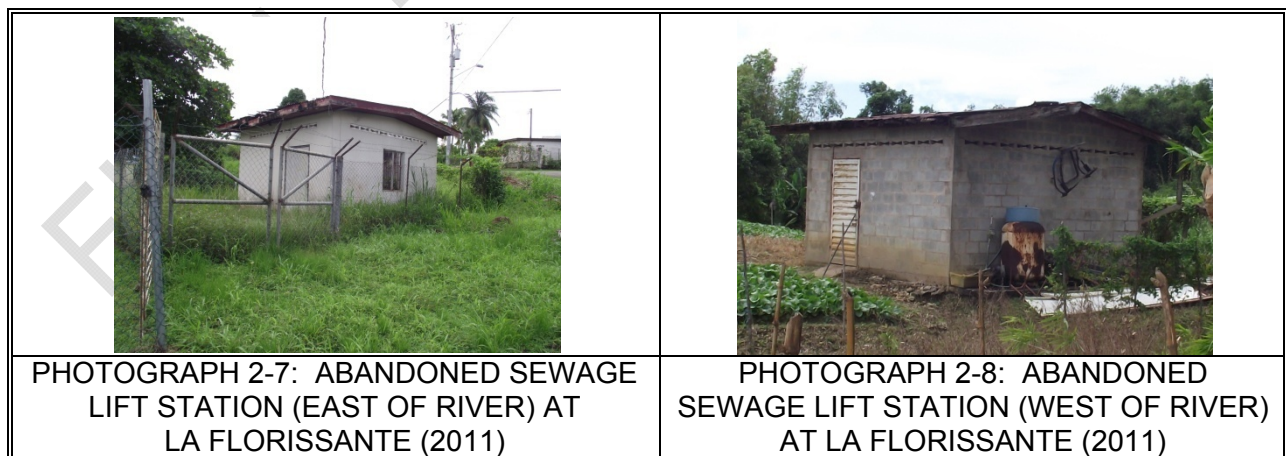 PHOTOGRAPH 2-7: ABANDONED SEWAGE
LIFT STATION (EAST OF RIVER) AT
LA FLORISSANTE (2011)
PHOTOGRAPH 2-8: ABANDONED
SEWAGE LIFT STATION (WEST OF RIVER)
AT LA FLORISSANTE (2011)